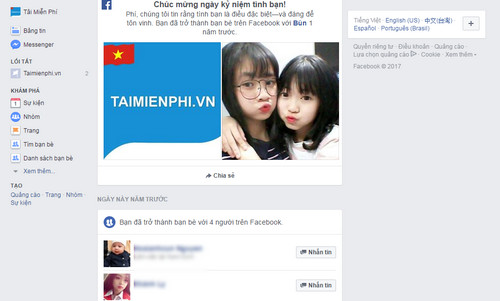 Tải Miễn Phí
Bảng tin
Messenger
LỐI TẮT
Taimienphi.vn 3
KHÁM PHÁ
1 Sự kiện
Nhóm
Trang
Tìm bạn bè
Danh sách bạn bè
Xem thêm...
TẠO
Quảng cáo · Trang · Nhóm ·
Sự kiện
Chúc mừng ngày kỷ niệm tình bạn!
Phí, chúng tôi tin rằng tình bạn là điều đặc biệt—và đáng để
tôn vinh. Bạn đã trở thành bạn bè trên Facebook với Bùn 1
năm trước.
TAIMIENPHI.VN
Chia sẻ
NGÀY NÀY NĂM TRƯỚC
Bạn đã trở thành bạn bè với 4 người trên Facebook.
Nhắn tin
Nhắn tin
Tiếng Việt · English (US) · 中文(台灣) ·
Español · Português (Brasil)
+
Quyền riêng tư · Điều khoản · Quảng cáo ·
Lựa chọn quảng cáo · Cookie · Xem thêm
Facebook © 2017